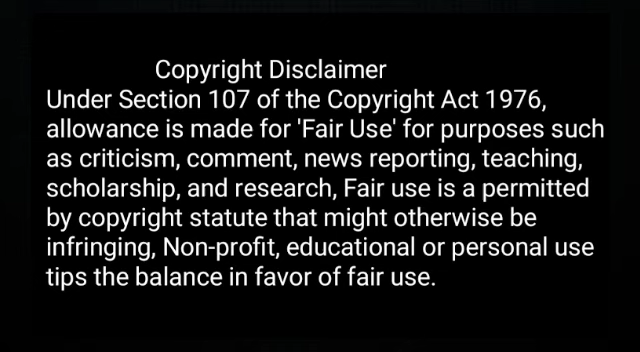 Copyright Disclaimer
Under Section 107 of the Copyright Act 1976,
allowance is made for 'Fair Use' for purposes such
as criticism, comment, news reporting, teaching,
scholarship, and research, Fair use is a permitted
by copyright statute that might otherwise be
infringing, Non-profit, educational or personal use
tips the balance in favor of fair use.